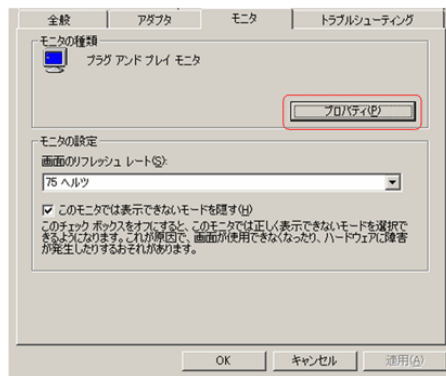 全般 アダプタ モニタ トラブルシューティング
モニタの種類
プラグ アンド プレイ モニタ
プロパティ(P)
モニタの設定
画面のリフレッシュ レート(S):
75 ヘルツ
このモニタでは表示できないモードを隠す(H)
このチェック ボックスをオフにすると、このモニタでは正しく表示できないモードを選択で
きるようになります。これが原因で、画面が使用できなくなったり、ハードウェアに障害
が発生したりするおそれがあります。
OK キャンセル 適用(A)